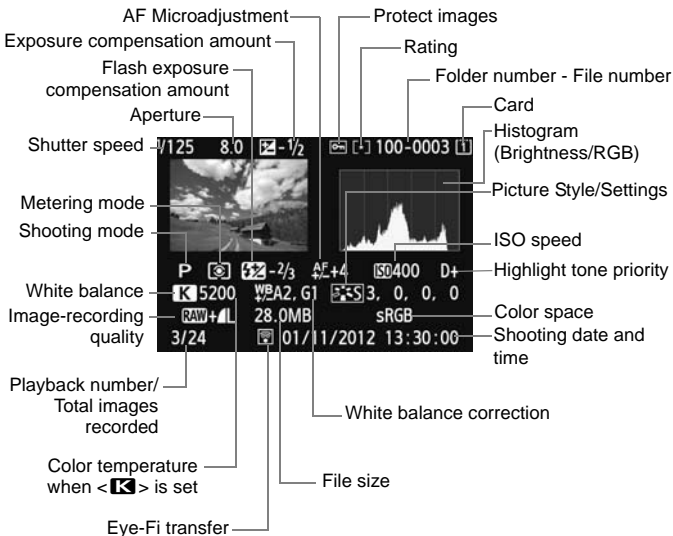 AF Microadjustment
Protect images
Exposure compensation amount
Rating
Flash exposure
compensation amount
Folder number - File number
Aperture
Card
Shutter speed
Histogram
(Brightness/RGB)
/125 8.0 -1/2 [-] 100-0003 1
Picture Style/Settings
Metering mode
Shooting mode
ISO speed
P -2/3 AF+4 ISO400 D+
Highlight tone priority
White balance
K 5200 WB A2, G1 S 3, 0, 0, 0
Image-recording
quality
RAW+L 28.0MB sRGB
Color space
3/24 01/11/2012 13:30:00
Shooting date and
time
Playback number/
Total images
recorded
White balance correction
Color temperature
when <K> is set
File size
Eye-Fi transfer